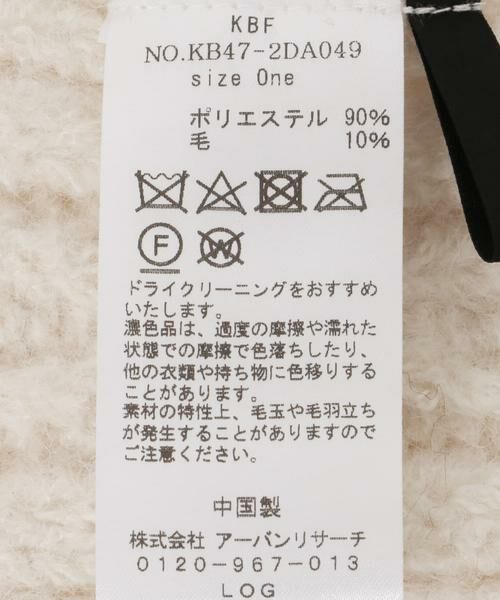 KBF
NO.KB47-2DA049
size One
ポリエステル 90%
毛 10%
F
W
ドライクリーニングをおすすめ
いたします。
濃色品は、過度の摩擦や濡れた
状態での摩擦で色落ちしたり、
他の衣類や持ち物に色移りする
ことがあります。
素材の特性上、毛玉や毛羽立ち
が発生することがありますので
ご注意ください。
中国製
株式会社 アーバンリサーチ
0120-967-013
LOG